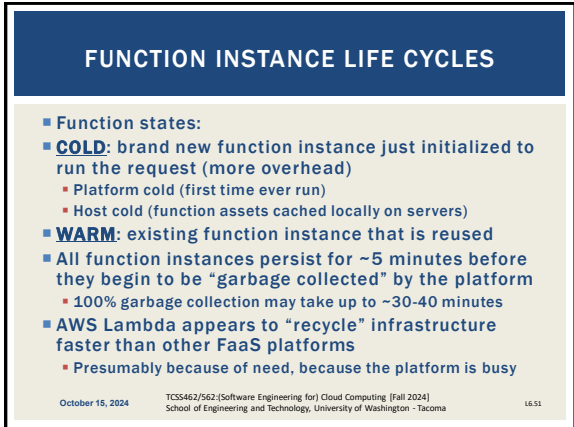 FUNCTION INSTANCE LIFE CYCLES
Function states:
COLD: brand new function instance just initialized to
run the request (more overhead)
Platform cold (first time ever run)
Host cold (function assets cached locally on servers)
WARM: existing function instance that is reused
All function instances persist for ~5 minutes before
they begin to be “garbage collected” by the platform
100% garbage collection may take up to ~30-40 minutes
AWS Lambda appears to “recycle” infrastructure
faster than other FaaS platforms
Presumably because of need, because the platform is busy
October 15, 2024
TCSS462/562:(Software Engineering for) Cloud Computing [Fall 2024]
School of Engineering and Technology, University of Washington - Tacoma
L6.51